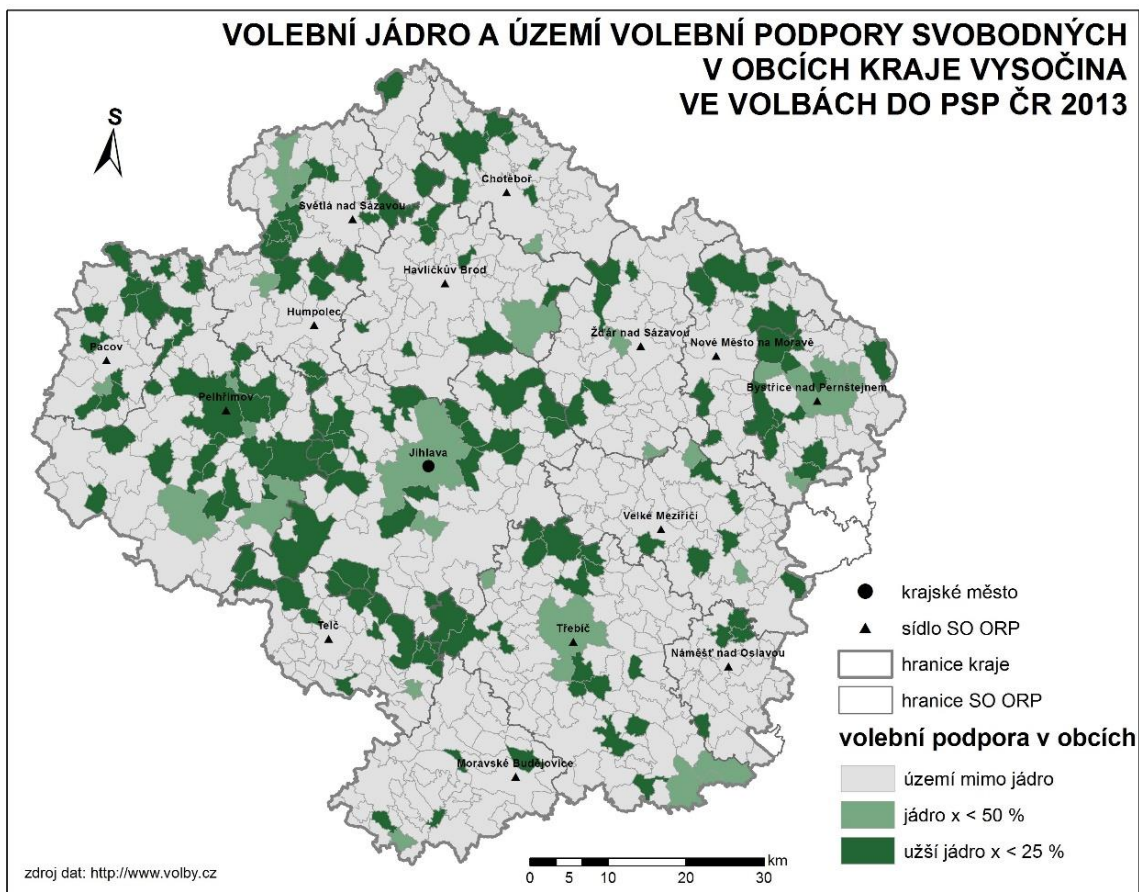 VOLEBNÍ JÁDRO A ÚZEMÍ VOLEBNÍ PODPORY SVOBODNÝCH
V OBCÍCH KRAJE VYSOČINA
VE VOLBÁCH DO PSP ČR 2013
S
Chotěboř
Světlá nad Sázavou
Havlíčkův Brod
Humpolec
Žďár nad Sázavou
Nové Město na Moravě
Pacov
Bystřice nad Pernštejnem
Pelhřimov
Jihlava
Velké Meziříčí
Telč
Třebíč
Náměšť nad Oslavou
Moravské Budějovice
krajské město
sídlo SO ORP
hranice kraje
hranice SO ORP
volební podpora v obcích
území mimo jádro
jádro x < 50 %
užší jádro x < 25 %
km
0 5 10 20 30
zdroj dat: http://www.volby.cz